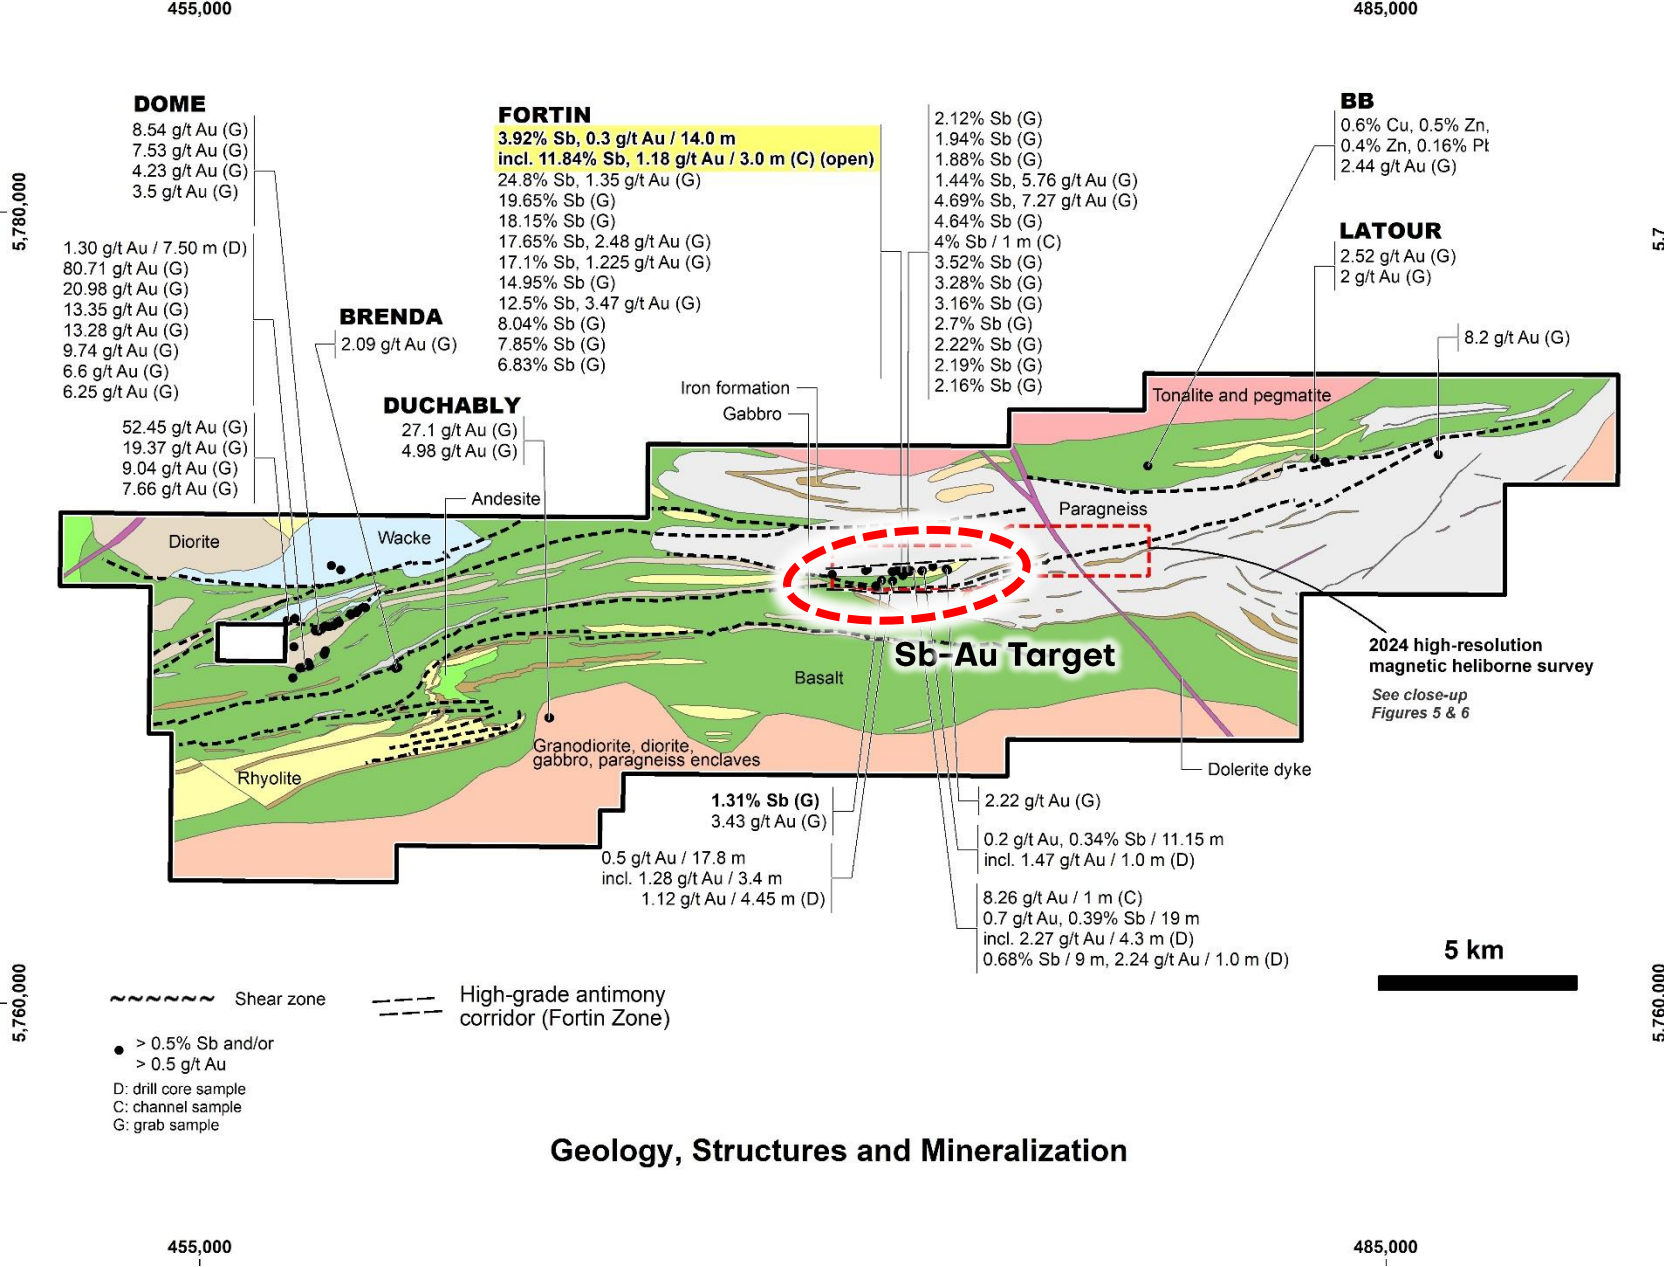 455,000
485,000
5,780,000
5,7
DOME
8.54 g/t Au (G)
7.53 g/t Au (G)
4.23 g/t Au (G)
3.5 g/t Au (G)
1.30 g/t Au / 7.50 m (D)
80.71 g/t Au (G)
20.98 g/t Au (G)
13.35 g/t Au (G)
13.28 g/t Au (G)
9.74 g/t Au (G)
6.6 g/t Au (G)
6.25 g/t Au (G)
52.45 g/t Au (G)
19.37 g/t Au (G)
9.04 g/t Au (G)
7.66 g/t Au (G)
BRENDA
2.09 g/t Au (G)
DUCHABLY
27.1 g/t Au (G)
4.98 g/t Au (G)
FORTIN
3.92% Sb, 0.3 g/t Au / 14.0 m
incl. 11.84% Sb, 1.18 g/t Au / 3.0 m (C) (open)
24.8% Sb, 1.35 g/t Au (G)
19.65% Sb (G)
18.15% Sb (G)
17.65% Sb, 2.48 g/t Au (G)
17.1% Sb, 1.225 g/t Au (G)
14.95% Sb (G)
12.5% Sb, 3.47 g/t Au (G)
8.04% Sb (G)
7.85% Sb (G)
6.83% Sb (G)
2.12% Sb (G)
1.94% Sb (G)
1.88% Sb (G)
1.44% Sb, 5.76 g/t Au (G)
4.69% Sb, 7.27 g/t Au (G)
4.64% Sb (G)
4% Sb / 1 m (C)
3.52% Sb (G)
3.28% Sb (G)
3.16% Sb (G)
2.7% Sb (G)
2.22% Sb (G)
2.19% Sb (G)
2.16% Sb (G)
BB
0.6% Cu, 0.5% Zn,
0.4% Zn, 0.16% Pb
2.44 g/t Au (G)
LATOUR
2.52 g/t Au (G)
2 g/t Au (G)
8.2 g/t Au (G)
Iron formation
Gabbro
Tonalite and pegmatite
Andesite
Paragneiss
Diorite
Wacke
Sb-Au Target
Basalt
2024 high-resolution
magnetic heliborne survey
See close-up
Figures 5 & 6
Granodiorite, diorite,
gabbro, paragneiss enclaves
Rhyolite
Dolerite dyke
1.31% Sb (G)
3.43 g/t Au (G)
0.5 g/t Au / 17.8 m
incl. 1.28 g/t Au / 3.4 m
1.12 g/t Au / 4.45 m (D)
2.22 g/t Au (G)
0.2 g/t Au, 0.34% Sb / 11.15 m
incl. 1.47 g/t Au / 1.0 m (D)
8.26 g/t Au / 1 m (C)
0.7 g/t Au, 0.39% Sb / 19 m
incl. 2.27 g/t Au / 4.3 m (D)
0.68% Sb / 9 m, 2.24 g/t Au / 1.0 m (D)
5 km
5,760,000
5,760,000
Shear zone
High-grade antimony
corridor (Fortin Zone)
> 0.5% Sb and/or
> 0.5 g/t Au
D: drill core sample
C: channel sample
G: grab sample
Geology, Structures and Mineralization
455,000
485,000